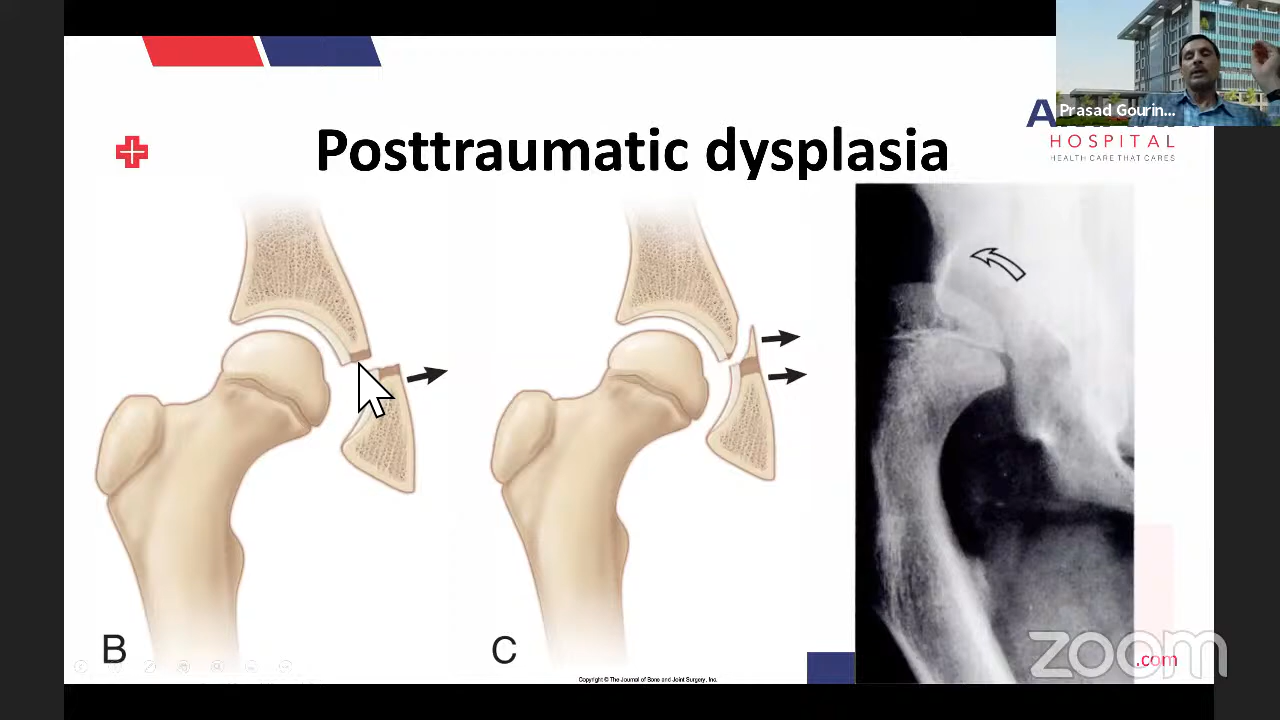 Prasad Gourin...
A
Posttraumatic dysplasia
HOSPITAL
HEALTH CARE THAT CARES
B
C
zoom
.com
Copyright © The Journal of Bone and Joint Surgery, Inc.